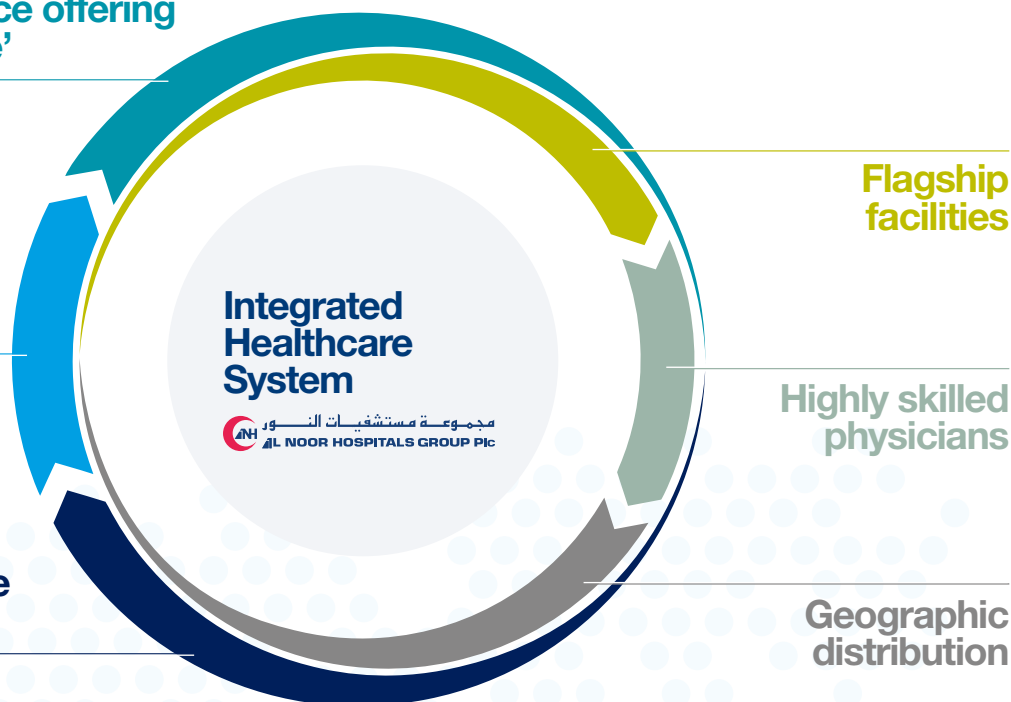 ce offering
e’
Flagship
facilities
Integrated
Healthcare
System
مجموعة مستشفيات النور
AL NOOR HOSPITALS GROUP Plc
ANH
Highly skilled
physicians
e
Geographic
distribution